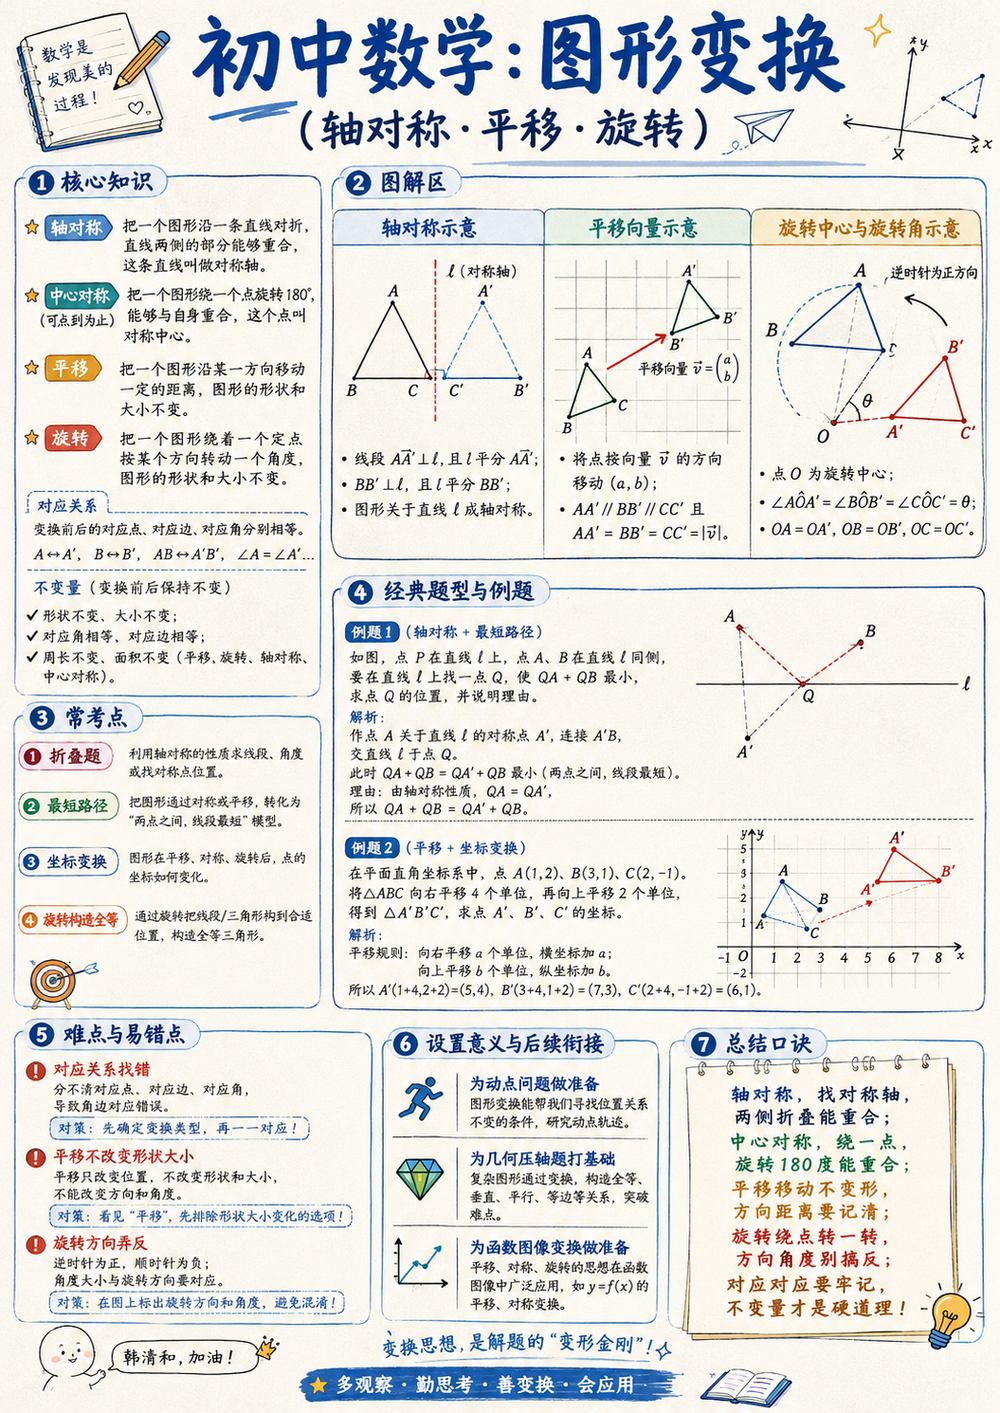 数学是
发现美的
过程！
初中数学：图形变换
（轴对称·平移·旋转）
y
x
1 核心知识
轴对称
把一个图形沿一条直线对折，
直线两侧的部分能够重合，
这条直线叫做对称轴。
中心对称
(可点到为止)
把一个图形绕一个点旋转180°，
能够与自身重合，这个点叫
对称中心。
平移
把一个图形沿某一方向移动
一定的距离，图形的形状和
大小不变。
旋转
把一个图形绕着一个定点
按某个方向转动一个角度，
图形的形状和大小不变。
对应关系
变换前后的对应点、对应边、对应角分别相等。
A↔A′, B↔B′, AB↔A′B′, ∠A=∠A′…
不变量（变换前后保持不变）
✓ 形状不变、大小不变；
✓ 对应角相等、对应边相等；
✓ 周长不变、面积不变（平移、旋转、轴对称、
中心对称）。
2 图解区
轴对称示意
ℓ (对称轴)
A A′
B C C′ B′
• 线段 AA′⊥ℓ, 且 l 平分 AA′；
• BB′⊥ℓ, 且 l 平分 BB′；
• 图形关于直线 ℓ 成轴对称。
平移向量示意
A′
B′
B′
A
C
B
平移向量 v=(a b)
• 将点按向量 v 的方向
移动 (a, b)；
• AA′ // BB′ // CC′ 且
AA′ = BB′ = CC′ = |v|。
旋转中心与旋转角示意
A 逆时针为正方向
B
B′
θ
O A′ C′
• 点 O 为旋转中心；
• ∠AOA′=∠BOB′=∠COC′=θ；
• OA=OA′, OB=OB′, OC=OC′。
3 常考点
1 折叠题
利用轴对称的性质求线段、角度
或找对称点位置。
2 最短路径
把图形通过对称或平移，转化为
“两点之间，线段最短”模型。
3 坐标变换
图形在平移、对称、旋转后，点的
坐标如何变化。
4 旋转构造全等
通过旋转把线段/三角形构到合适
位置，构造全等三角形。
4 经典题型与例题
例题1（轴对称 + 最短路径）
如图，点 P 在直线 l 上，点 A、B 在直线 l 同侧，
要在直线 l 上找一点 Q，使 QA + QB 最小，
求点 Q 的位置，并说明理由。
解析：
作点 A 关于直线 l 的对称点 A′，连接 A′B，
交直线 l 于点 Q。
此时 QA+QB = QA′+QB 最小（两点之间，线段最短）。
理由：由轴对称性质，QA = QA′，
所以 QA + QB = QA′ + QB。
A
B
Q
ℓ
A′
例题2（平移 + 坐标变换）
在平面直角坐标系中，点 A(1,2)、B(3,1)、C(2,-1)。
将△ABC 向右平移 4 个单位，再向上平移 2 个单位，
得到 △A′B′C′，求点 A′、B′、C′ 的坐标。
解析：
平移规则：向右平移 a 个单位，横坐标加 a；
向上平移 b 个单位，纵坐标加 b。
所以 A′(1+4,2+2)=(5,4)，B′(3+4,1+2)=(7,3)，C′(2+4,-1+2)=(6,1)。
y y
5
3
2
1
A
B
A
C
A′
B′
A′
-1 O 1 2 3 4 5 6 7 8 x
-2
5 难点与易错点
! 对应关系找错
分不清对应点、对应边、对应角，
导致角边对应错误。
对策：先确定变换类型，再一一对应！
! 平移不改变形状大小
平移只改变位置，不改变形状和大小，
不能改变方向和角度。
对策：看见“平移”，先排除形状大小变化的选项！
! 旋转方向弄反
逆时针为正，顺时针为负；
角度大小与旋转方向要对应。
对策：在图上标出旋转方向和角度，避免混淆！
6 设置意义与后续衔接
为动点问题做准备
图形变换能帮我们寻找位置关系
不变的条件，研究动点轨迹。
为几何压轴题打基础
复杂图形通过变换，构造全等、
垂直、平行、等边等关系，突破
难点。
为函数图像变换做准备
平移、对称、旋转的思想在函数
图像中广泛应用，如 y=f(x) 的
平移、对称变换。
7 总结口诀
轴对称，找对称轴，
两侧折叠能重合；
中心对称，绕一点，
旋转180度能重合；
平移移动不变形，
方向距离要记清；
旋转绕点转一转，
方向角度别搞反；
对应对应要牢记，
不变量才是硬道理！
韩清和，加油！
变换思想，是解题的“变形金刚”！
多观察·勤思考·善变换·会应用